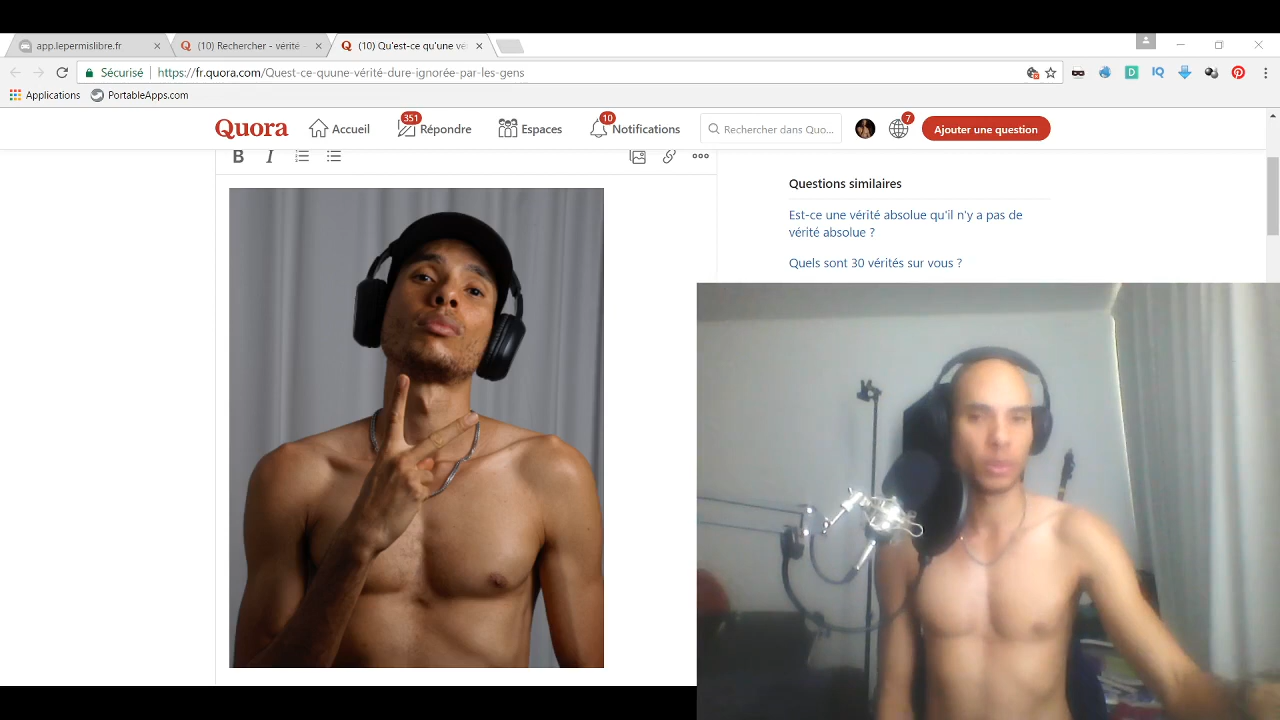 app.lepermislibre.fr
(10) Rechercher - vérité
(10) Qu'est-ce qu'une vé
Sécurisé
https://fr.quora.com/Quest-ce-quune-vérité-dure-ignorée-par-les-gens
Applications
PortableApps.com
Quora
Accueil
351
Répondre
Espaces
10
Notifications
Rechercher dans Quo...
7
Ajouter une question
B I
Questions similaires
Est-ce une vérité absolue qu'il n'y a pas de
vérité absolue ?
Quels sont 30 vérités sur vous ?